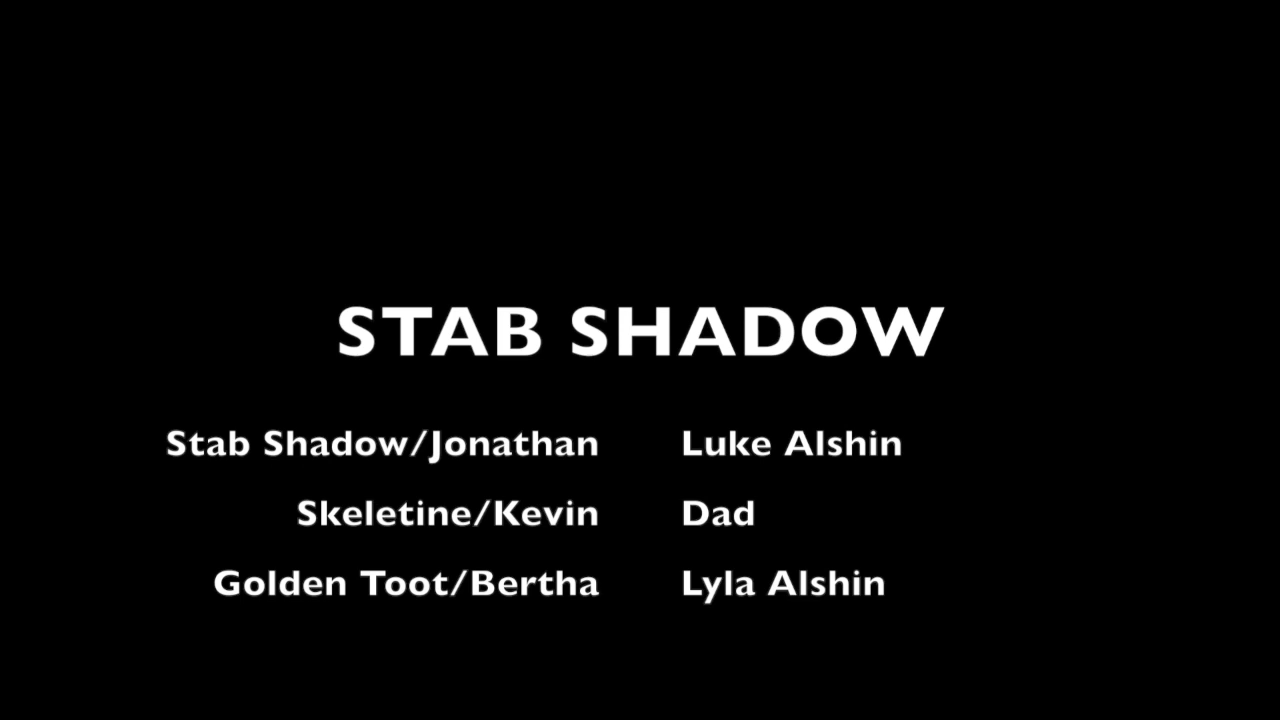 STAB SHADOW
Stab Shadow/Jonathan Luke Alshin
Skeletine/Kevin Dad
Golden Toot/Bertha Lyla Alshin